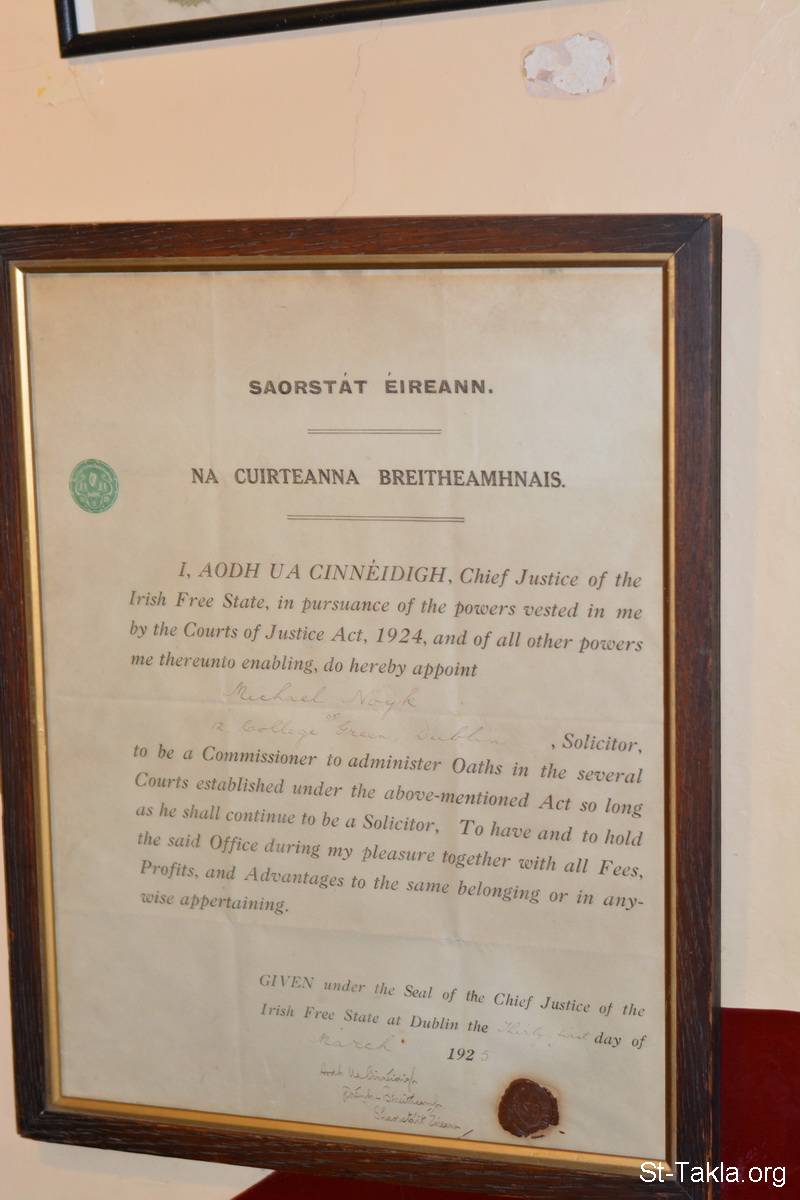 SAORSTÁT ÉIREANN.
NA CUIRTEANNA BREITHEAMHNAIS.
I, AODH UA CINNÉIDIGH, Chief Justice of the
Irish Free State, in pursuance of the powers vested in me
by the Courts of Justice Act, 1924, and of all other powers
me thereunto enabling, do hereby appoint
Michael Noyk
12 College Green, Dublin, Solicitor,
to be a Commissioner to administer Oaths in the several
Courts established under the above-mentioned Act so long
as he shall continue to be a Solicitor, To have and to hold
the said Office during my pleasure together with all Fees,
Profits, and Advantages to the same belonging or in any-
wise appertaining.
GIVEN under the Seal of the Chief Justice of the
Irish Free State at Dublin the Thirty first day of
March 1925
Aodh Ua Cinnéidigh
St-Takla.org